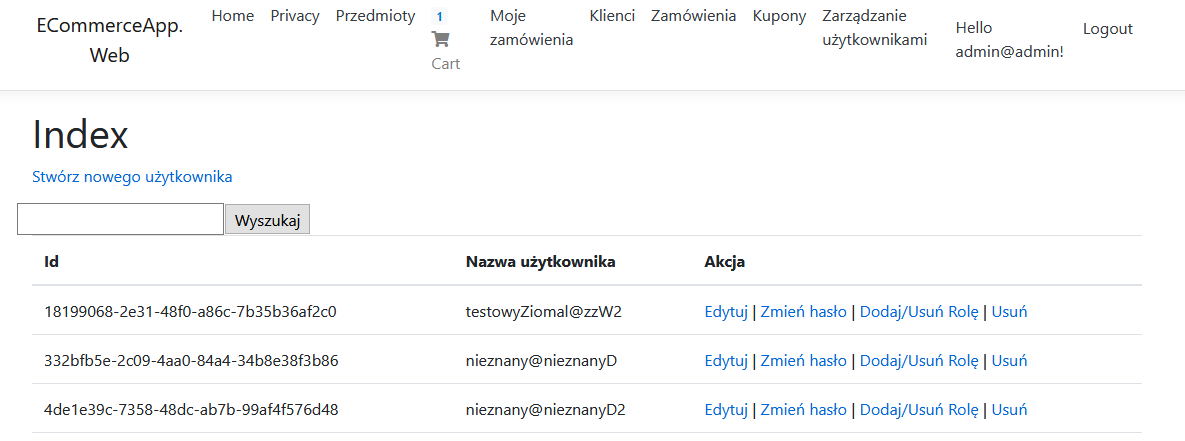 ECommerceApp.
Web
Home Privacy Przedmioty 1 Cart Moje zamówienia Klienci Zamówienia Kupony Zarządzanie użytkownikami Hello admin@admin! Logout
Index
Stwórz nowego użytkownika
Wyszukaj
Id Nazwa użytkownika Akcja
18199068-2e31-48f0-a86c-7b35b36af2c0 testowyZiomal@zzW2 Edytuj | Zmień hasło | Dodaj/Usuń Rolę | Usuń
332bfb5e-2c09-4aa0-84a4-34b8e38f3b86 nieznany@nieznanyD Edytuj | Zmień hasło | Dodaj/Usuń Rolę | Usuń
4de1e39c-7358-48dc-ab7b-99af4f576d48 nieznany@nieznanyD2 Edytuj | Zmień hasło | Dodaj/Usuń Rolę | Usuń